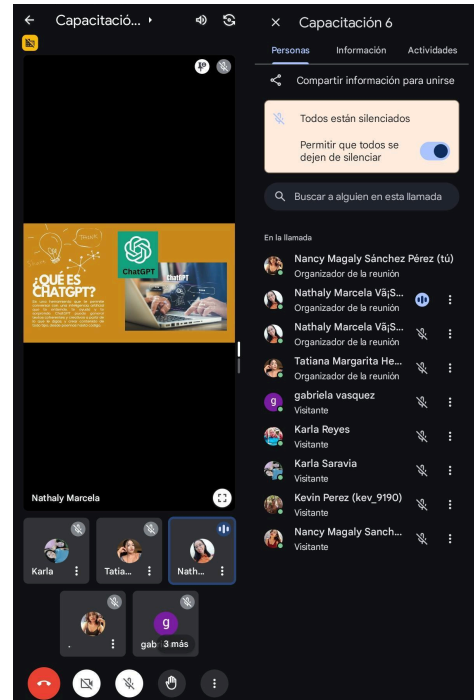 Capacitació...
THINK
ChatGPT
¿QUÉ ES
CHATGPT?
ChatGPT
Nathaly Marcela
Karla
Tatia...
Nath...
.
gab
3 más
Capacitación 6
Personas
Información
Actividades
Compartir información para unirse
Todos están silenciados
Permitir que todos se
dejen de silenciar
Buscar a alguien en esta llamada
En la llamada
Nancy Magaly Sánchez Pérez (tú)
Organizador de la reunión
Nathaly Marcela Vã¡S...
Organizador de la reunión
Nathaly Marcela Vã¡S...
Organizador de la reunión
Tatiana Margarita He...
Organizador de la reunión
g
gabriela vasquez
Visitante
Karla Reyes
Visitante
Karla Saravia
Visitante
Kevin Perez (kev_9190)
Visitante
Nancy Magaly Sanch...
Visitante